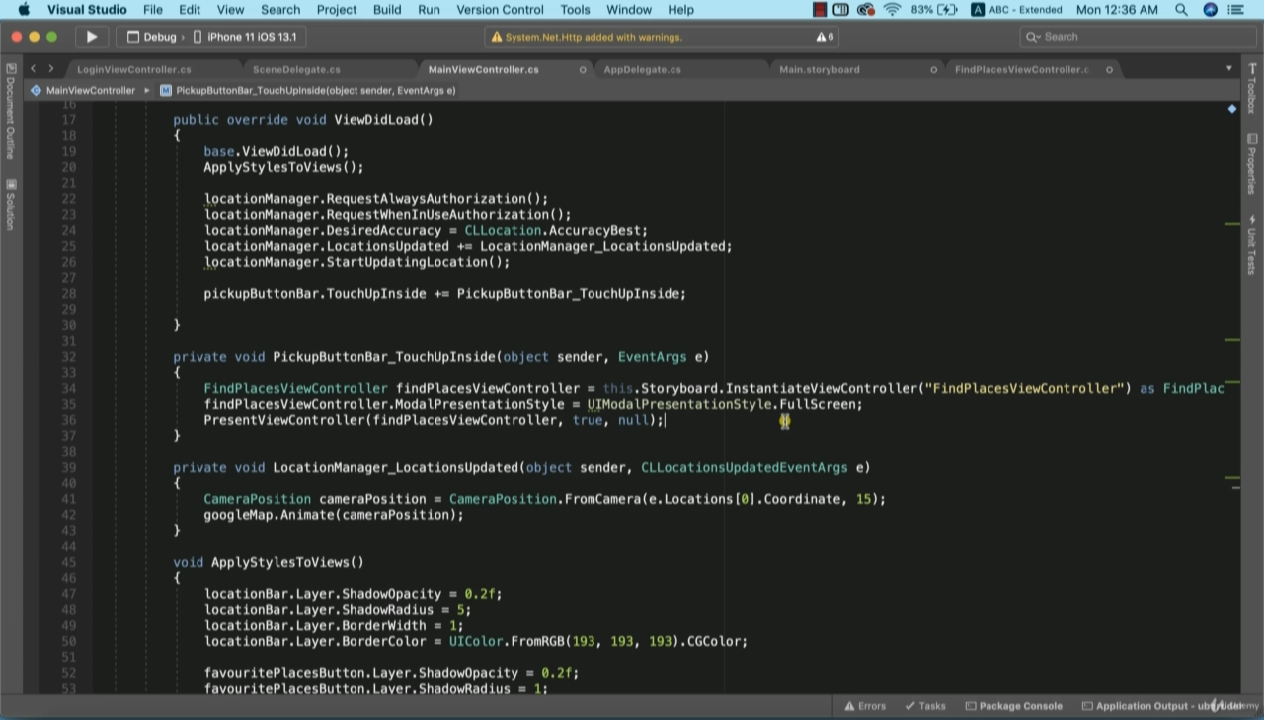 Visual Studio File Edit View Search Project Build Run Version Control Tools Window Help 83% A ABC - Extended Mon 12:36 AM
Debug › iPhone 11 iOS 13.1 System.Net.Http added with warnings. 6 Search
LoginViewController.cs SceneDelegate.cs MainViewController.cs AppDelegate.cs Main.storyboard FindPlacesViewController.c
MainViewController ▸ M PickupButtonBar_TouchUpInside(object sender, EventArgs e)
Document Outline
Solution
Toolbox
Properties
Unit Tests
16
17 public override void ViewDidLoad()
18 {
19 base.ViewDidLoad();
20 ApplyStylesToViews();
21
22 locationManager.RequestAlwaysAuthorization();
23 locationManager.RequestWhenInUseAuthorization();
24 locationManager.DesiredAccuracy = CLLocation.AccuracyBest;
25 locationManager.LocationsUpdated += LocationManager_LocationsUpdated;
26 locationManager.StartUpdatingLocation();
27
28 pickupButtonBar.TouchUpInside += PickupButtonBar_TouchUpInside;
29
30 }
31
32 private void PickupButtonBar_TouchUpInside(object sender, EventArgs e)
33 {
34 FindPlacesViewController findPlacesViewController = this.Storyboard.InstantiateViewController("FindPlacesViewController") as FindPlac
35 findPlacesViewController.ModalPresentationStyle = UIModalPresentationStyle.FullScreen;
36 PresentViewController(findPlacesViewController, true, null);
37 }
38
39 private void LocationManager_LocationsUpdated(object sender, CLLocationsUpdatedEventArgs e)
40 {
41 CameraPosition cameraPosition = CameraPosition.FromCamera(e.Locations[0].Coordinate, 15);
42 googleMap.Animate(cameraPosition);
43 }
44
45 void ApplyStylesToViews()
46 {
47 locationBar.Layer.ShadowOpacity = 0.2f;
48 locationBar.Layer.ShadowRadius = 5;
49 locationBar.Layer.BorderWidth = 1;
50 locationBar.Layer.BorderColor = UIColor.FromRGB(193, 193, 193).CGColor;
51
52 favouritePlacesButton.Layer.ShadowOpacity = 0.2f;
53 favouritePlacesButton.Layer.ShadowRadius = 1;
Errors Tasks Package Console Application Output -